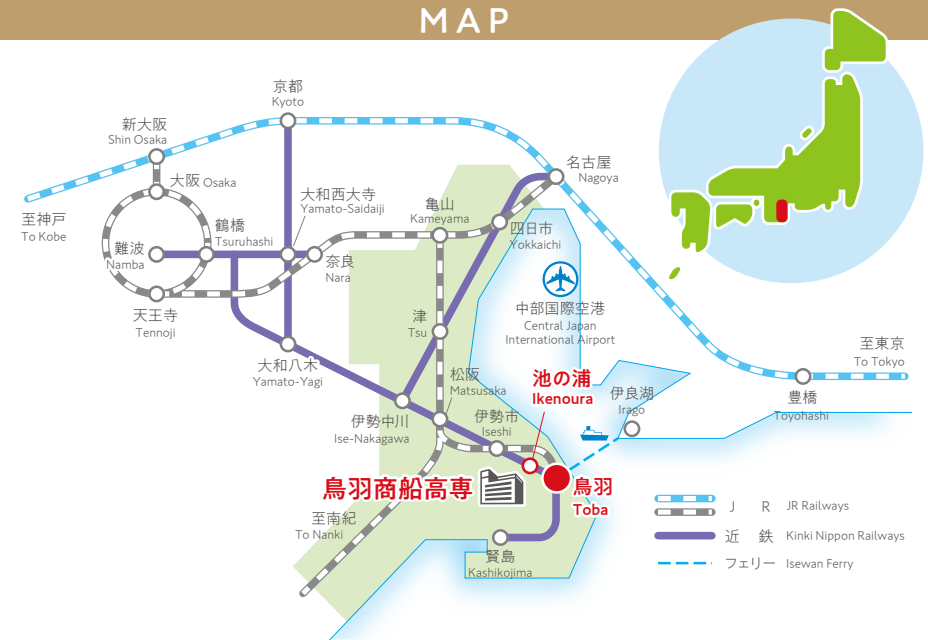 MAP
京都
Kyoto
新大阪
Shin Osaka
大阪 Osaka
至神戸
To Kobe
大和西大寺
Yamato-Saidaiji
鶴橋
Tsuruhashi
難波
Namba
奈良
Nara
天王寺
Tennoji
大和八木
Yamato-Yagi
亀山
Kameyama
名古屋
Nagoya
四日市
Yokkaichi
津
Tsu
中部国際空港
Central Japan
International Airport
至東京
To Tokyo
豊橋
Toyohashi
松阪
Matsusaka
池の浦
Ikenoura
伊良湖
Irago
伊勢中川
Ise-Nakagawa
伊勢市
Iseshi
鳥羽商船高専
鳥羽
Toba
至南紀
To Nanki
賢島
Kashikojima
J R JR Railways
近 鉄 Kinki Nippon Railways
フェリー Isewan Ferry